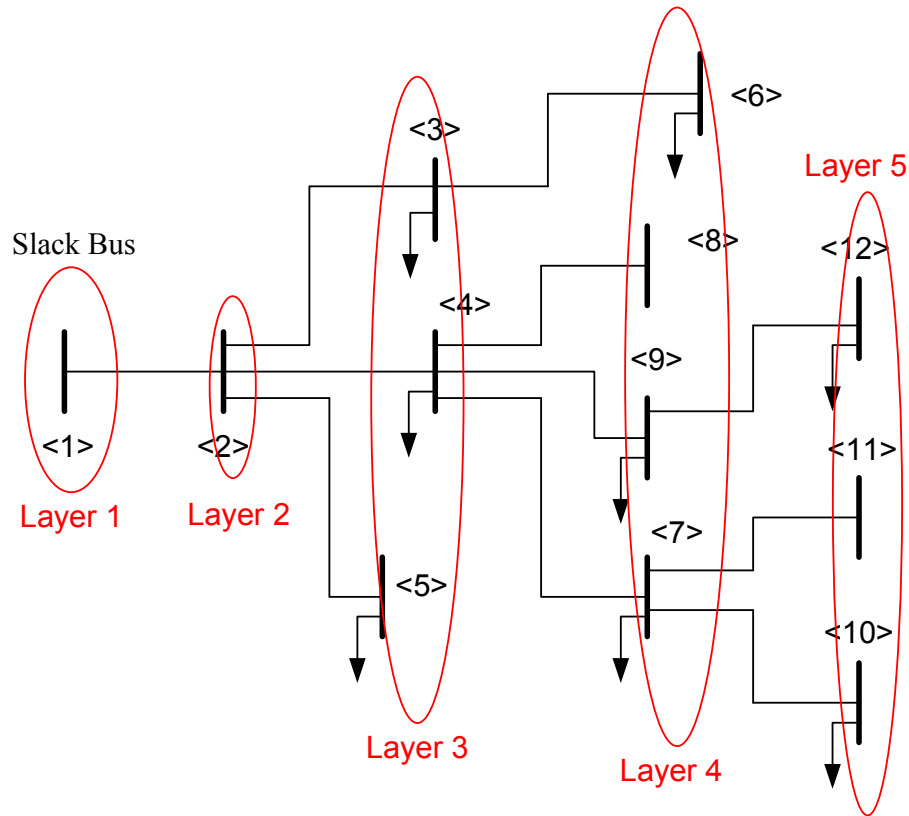 <6>
<3>
Layer 5
Slack Bus
<8>
<12>
<4>
<9>
<1>
<2>
<11>
Layer 1
Layer 2
<7>
<5>
<10>
Layer 3
Layer 4